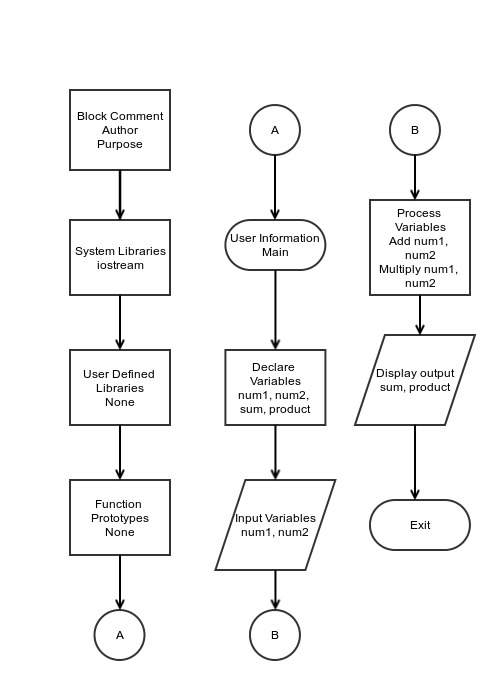 Block Comment
Author
Purpose
System Libraries
iostream
User Defined
Libraries
None
Function
Prototypes
None
A
A
User Information
Main
Declare
Variables
num1, num2,
sum, product
Input Variables
num1, num2
B
B
Process
Variables
Add num1,
num2
Multiply num1,
num2
Display output
sum, product
Exit